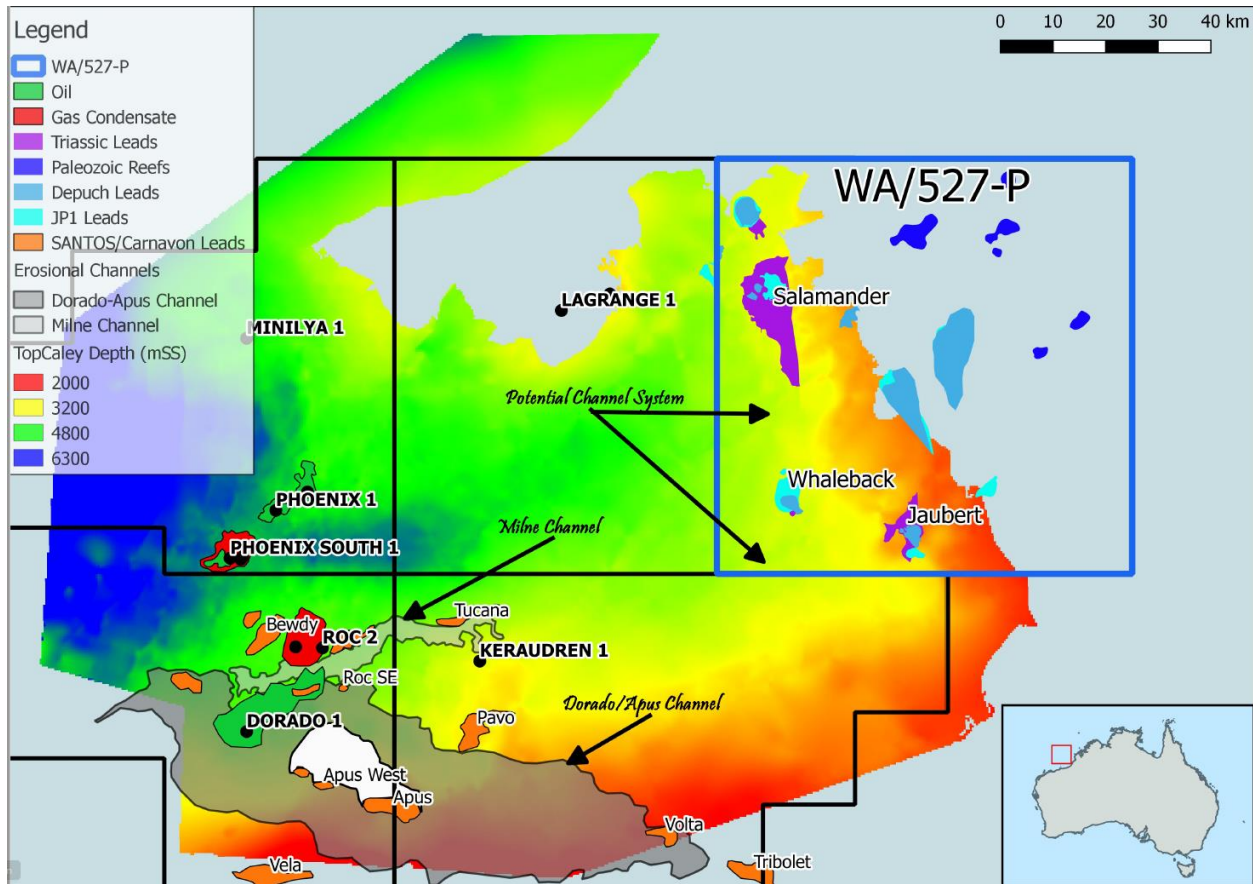 Legend
WA/527-P
Oil
Gas Condensate
Triassic Leads
Paleozoic Reefs
Depuch Leads
JP1 Leads
SANTOS/Carnavon Leads
Erosional Channels
Dorado-Apus Channel
Milne Channel
TopCaley Depth (mSS)
2000
3200
4800
6300
0 10 20 30 40 km
WA/527-P
Salamander
LAGRANGE 1
MINILYA 1
Potential Channel System
Whaleback
PHOENIX 1
Jaubert
Milne Channel
PHOENIX SOUTH 1
Tucana
Bewdy
ROC 2
KERAUDREN 1
Roc SE
Dorado/Apus Channel
DORADO 1
Pavo
Apus West
Apus
Volta
Vela
Tribolet